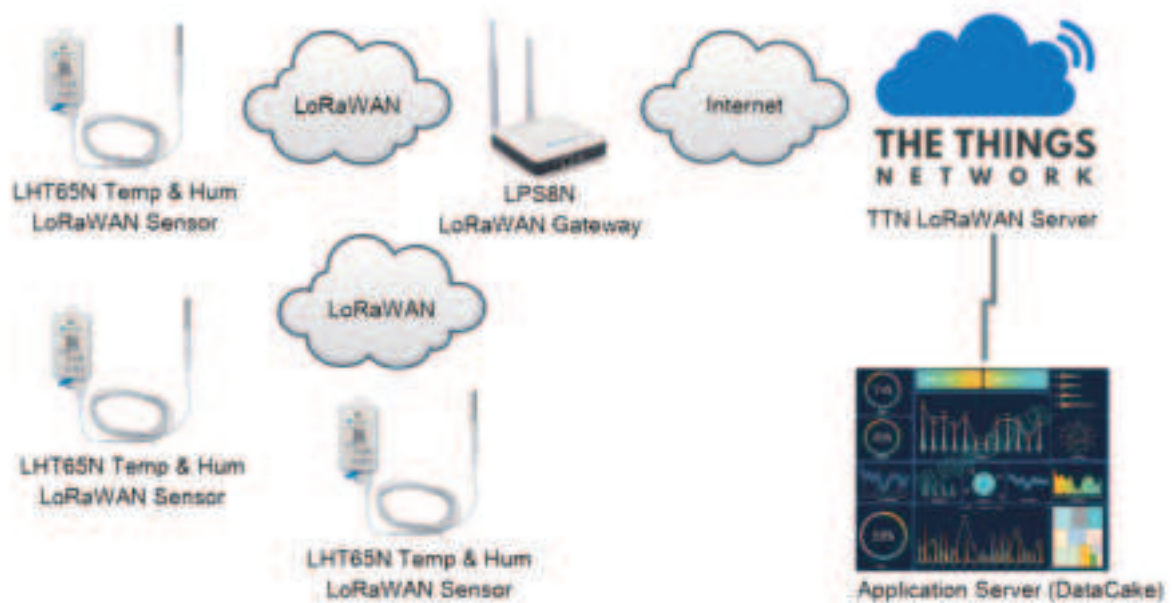 LoRaWAN
Internet
THE THINGS
NETWORK
LHT65N Temp & Hum
LoRaWAN Sensor
LPS8N
LoRaWAN Gateway
TTN LoRaWAN Server
LoRaWAN
LHT65N Temp & Hum
LoRaWAN Sensor
LHT65N Temp & Hum
LoRaWAN Sensor
Application Server (DataCake)